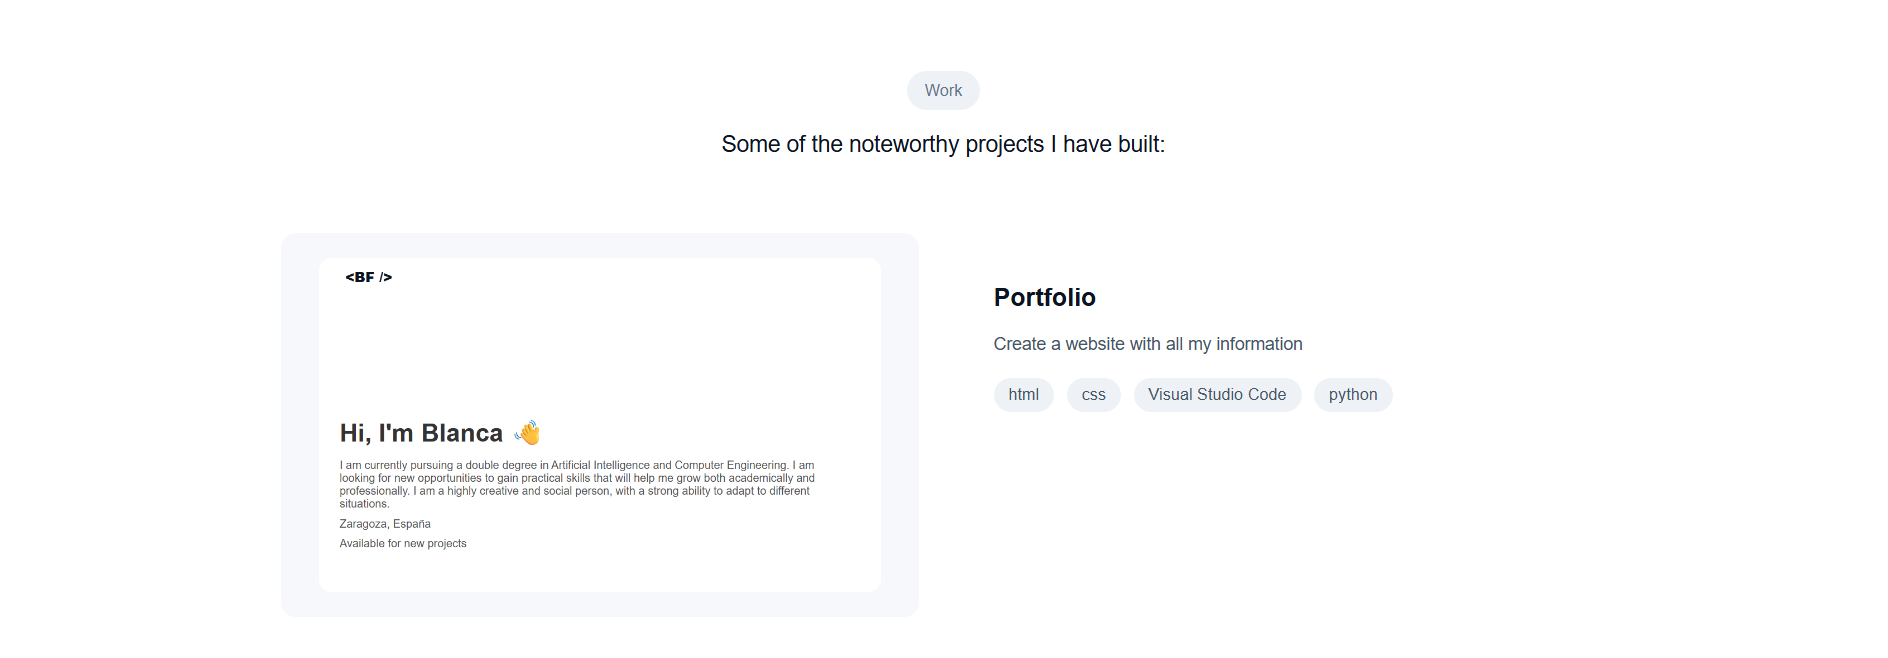 Work
Some of the noteworthy projects I have built:
<BF />
Hi, I'm Blanca 👋
I am currently pursuing a double degree in Artificial Intelligence and Computer Engineering. I am
looking for new opportunities to gain practical skills that will help me grow both academically and
professionally. I am a highly creative and social person, with a strong ability to adapt to different
situations.
Zaragoza, España
Available for new projects
Portfolio
Create a website with all my information
html css Visual Studio Code python